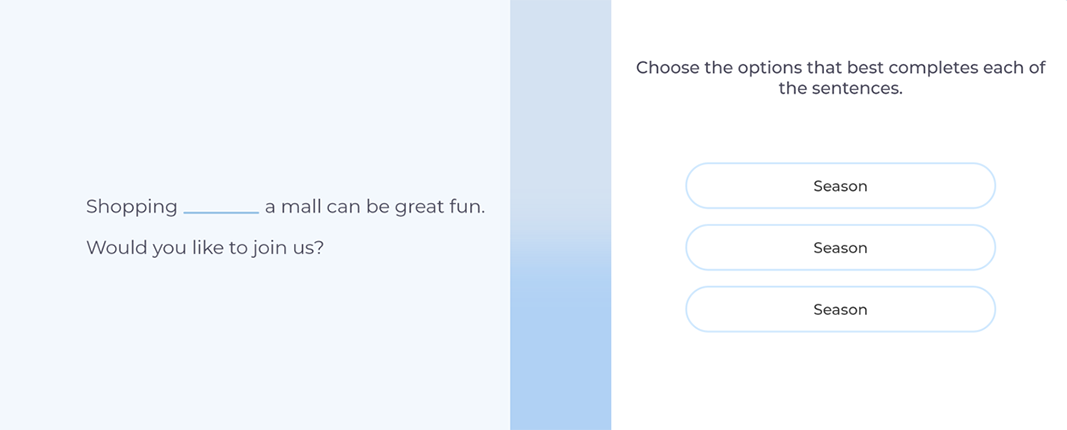 Shopping ________ a mall can be great fun.
Would you like to join us?
Choose the options that best completes each of
the sentences.
Season
Season
Season